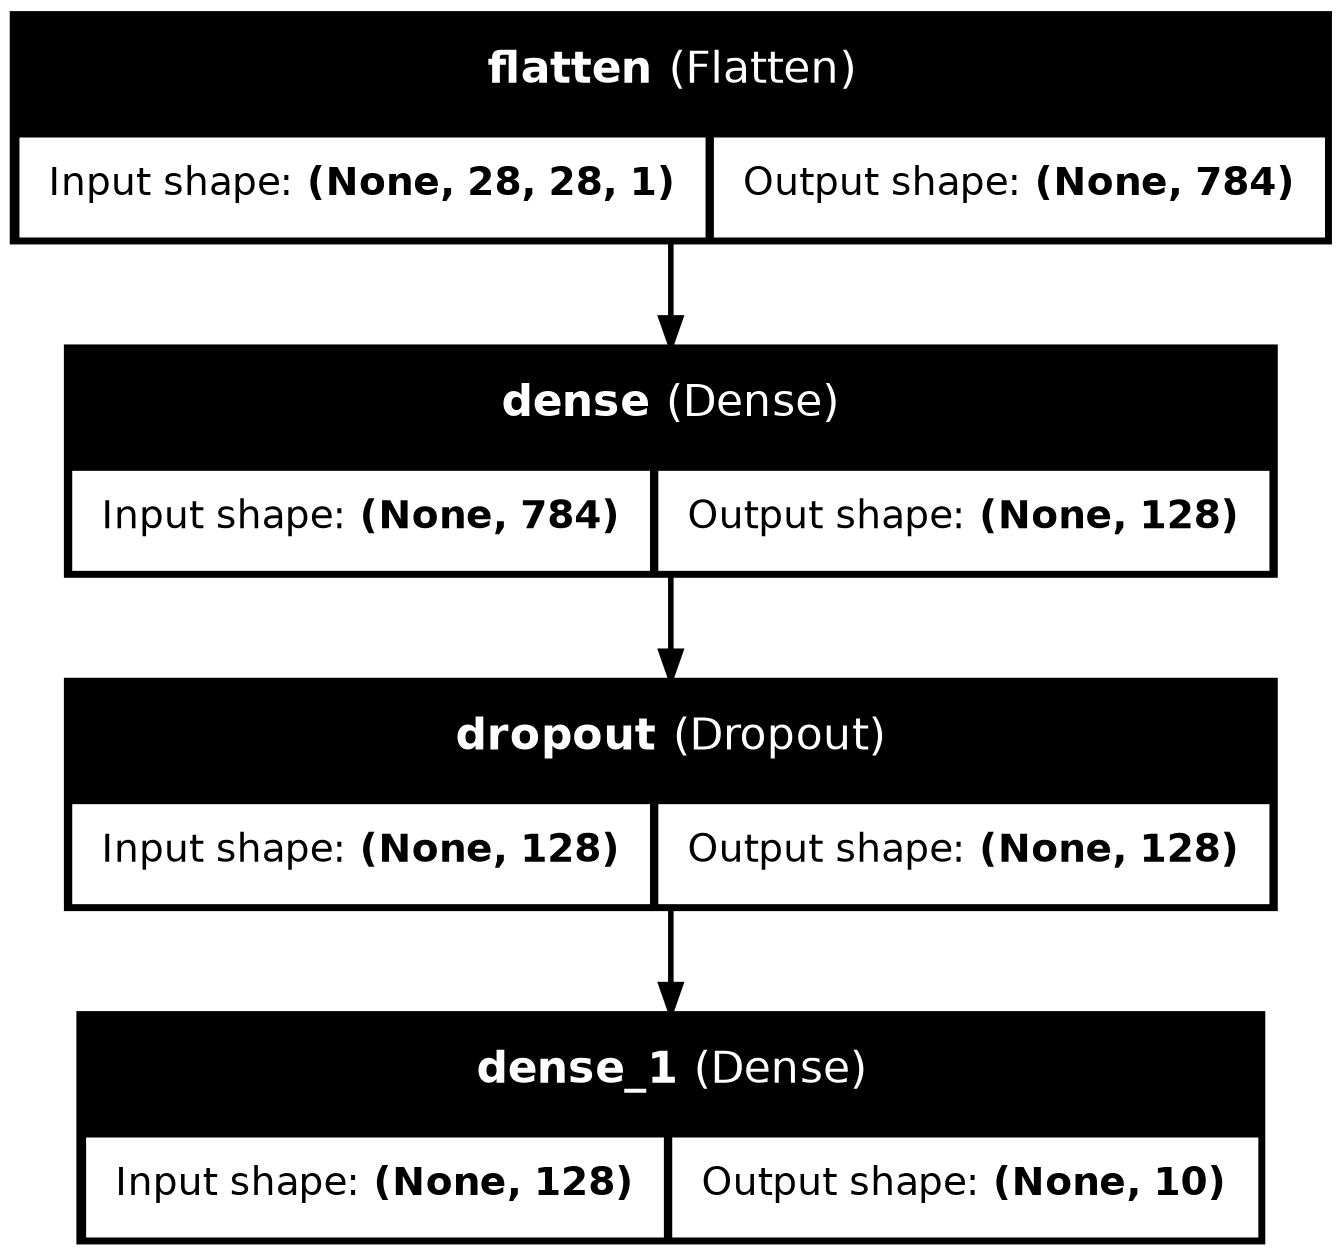 flatten (Flatten)
Input shape: (None, 28, 28, 1)
Output shape: (None, 784)
dense (Dense)
Input shape: (None, 784)
Output shape: (None, 128)
dropout (Dropout)
Input shape: (None, 128)
Output shape: (None, 128)
dense_1 (Dense)
Input shape: (None, 128)
Output shape: (None, 10)